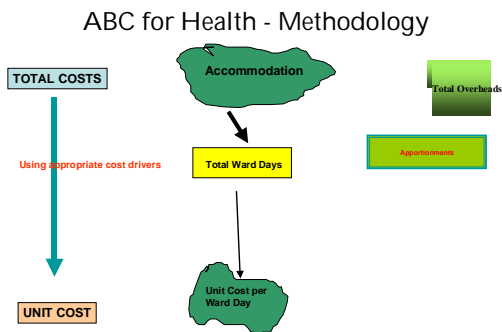 ABC for Health - Methodology
TOTAL COSTS
Accommodation
Total Overheads
Using appropriate cost drivers
Total Ward Days
Apportionments
UNIT COST
Unit Cost per
Ward Day